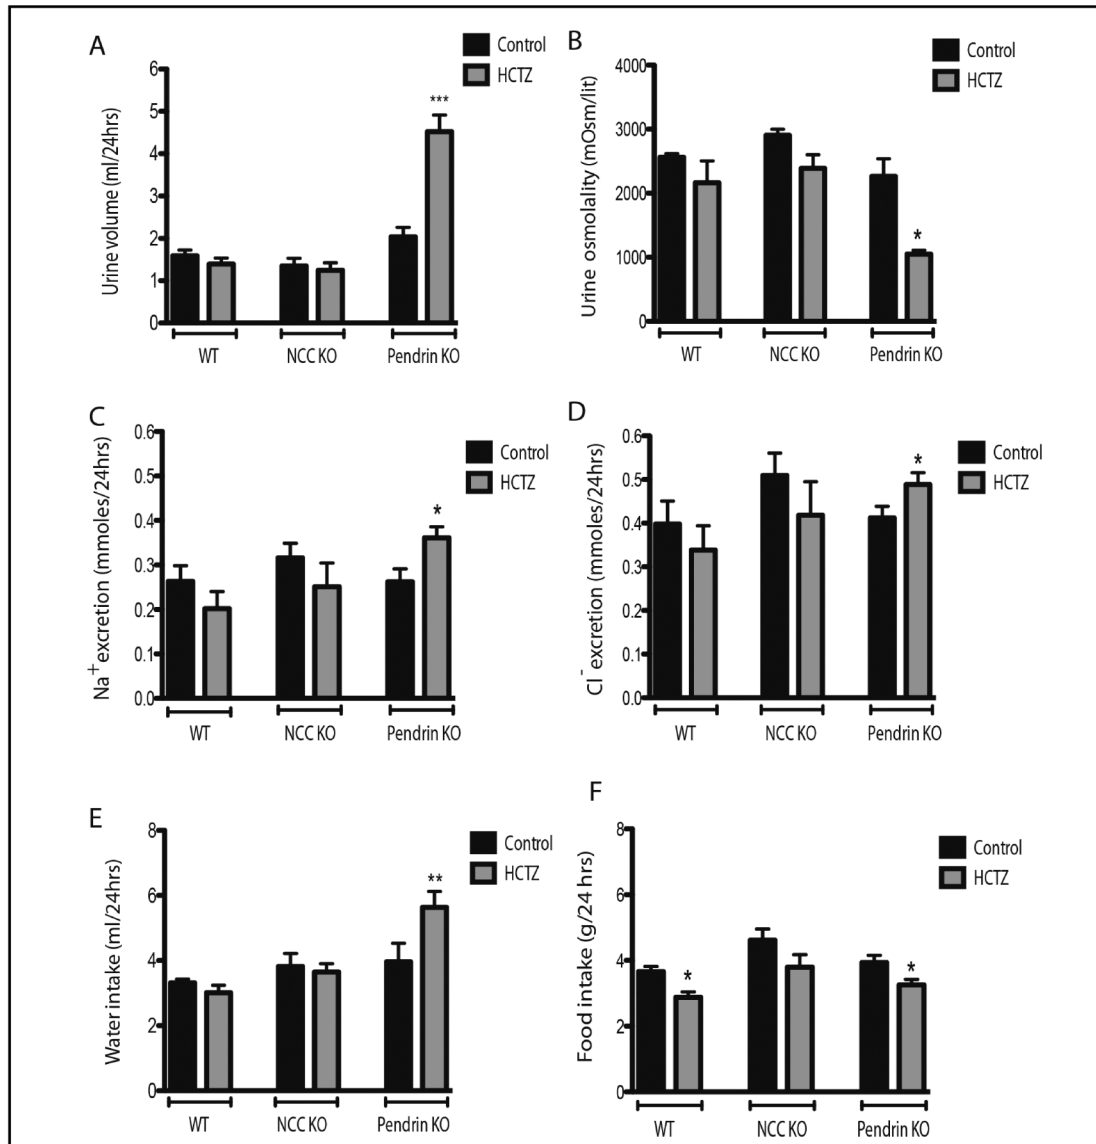 A
Control
HCTZ
Urine volume (ml/24hrs)
6
5
4
3
2
1
0
***
WT
NCC KO
Pendrin KO
B
Control
HCTZ
Urine osmolality (mOsm/lit)
4000
3000
2000
1000
0
*
WT
NCC KO
Pendrin KO
C
Control
HCTZ
Na+ excretion (mmoles/24hrs)
0.6
0.5
0.4
0.3
0.2
0.1
0.0
*
WT
NCC KO
Pendrin KO
D
Control
HCTZ
Cl- excretion (mmoles/24hrs)
0.6
0.5
0.4
0.3
0.2
0.1
0.0
*
WT
NCC KO
Pendrin KO
E
Control
HCTZ
Water intake (ml/24hrs)
8
6
4
2
0
**
WT
NCC KO
Pendrin KO
F
Control
HCTZ
Food intake (g/24 hrs)
8
6
4
2
0
*
*
WT
NCC KO
Pendrin KO